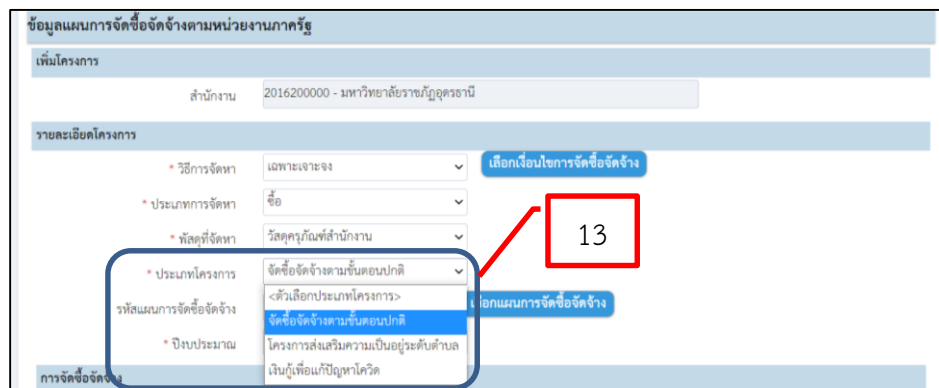 ข้อมูลแผนการจัดซื้อจัดจ้างตามหน่วยงานภาครัฐ
เพิ่มโครงการ
สำนักงาน 2016200000 - มหาวิทยาลัยราชภัฏอุดรธานี
รายละเอียดโครงการ
* วิธีการจัดหา เฉพาะเจาะจง เลือกเงื่อนไขการจัดซื้อจัดจ้าง
* ประเภทการจัดหา ซื้อ
* พัสดุที่จัดหา วัสดุครุภัณฑ์สำนักงาน 13
* ประเภทโครงการ จัดซื้อจัดจ้างตามขั้นตอนปกติ
<ตัวเลือกประเภทโครงการ>
รหัสแผนการจัดซื้อจัดจ้าง ลือกแผนการจัดซื้อจัดจ้าง
จัดซื้อจัดจ้างตามขั้นตอนปกติ
* ปีงบประมาณ โครงการส่งเสริมความเป็นอยู่ระดับตำบล
เงินกู้เพื่อแก้ปัญหาโควิด
การจัดซื้อจัดจ้าง